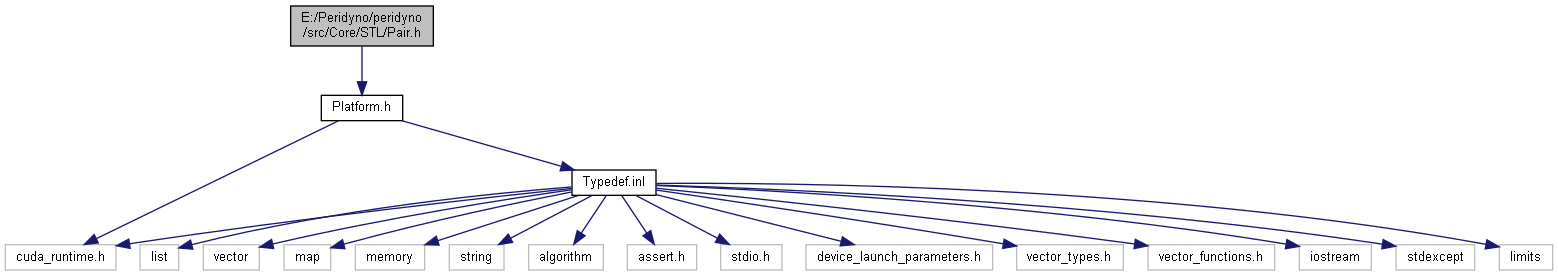 E:/Peridyno/peridyno
/src/Core/STL/Pair.h
Platform.h
Typedef.inl
cuda_runtime.h
list
vector
map
memory
string
algorithm
assert.h
stdio.h
device_launch_parameters.h
vector_types.h
vector_functions.h
iostream
stdexcept
limits